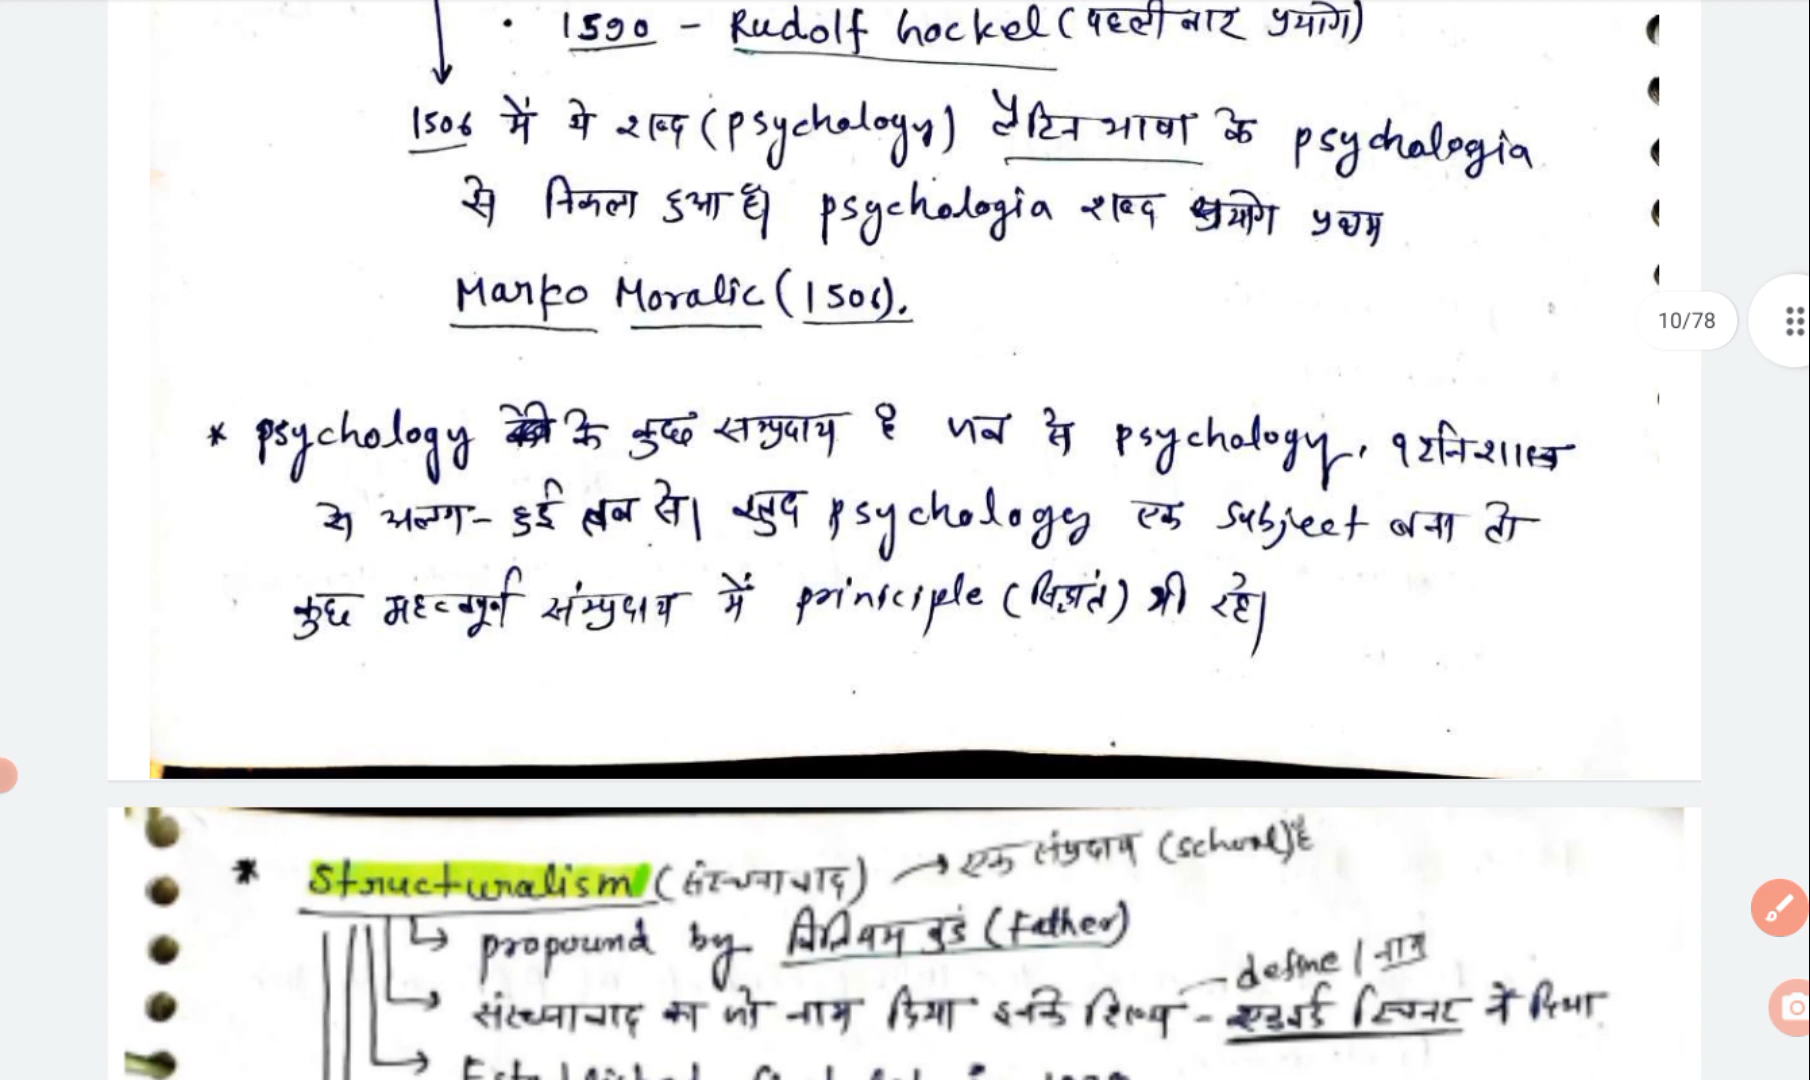 • 1590 - Rudolf hockel (पहली बार प्रयोग)
1506 में ये शब्द (psychology) लैटिन भाषा के psychologia
से निकला हुआ है। psychologia शब्द प्रयोग प्रथम
Marko Moralic (1506).
10/78
* psychology के कुछ सम्प्रदाय है जब से psychology, दर्शनशास्त्र
से अलग- हुई तब से। खुद psychology एक subject बना तो
कुछ महत्वपूर्ण संम्प्रदाय में priniciple (सिद्धांत) भी रहे।
* Structuralism (संरचनावाद) → एक संप्रदाय (school) है
propound by विलियम वुडं (Father)
define / नाम
संरचनावाद का जो नाम दिया इनके शिष्य - एडवर्ड टिचनर ने दिया